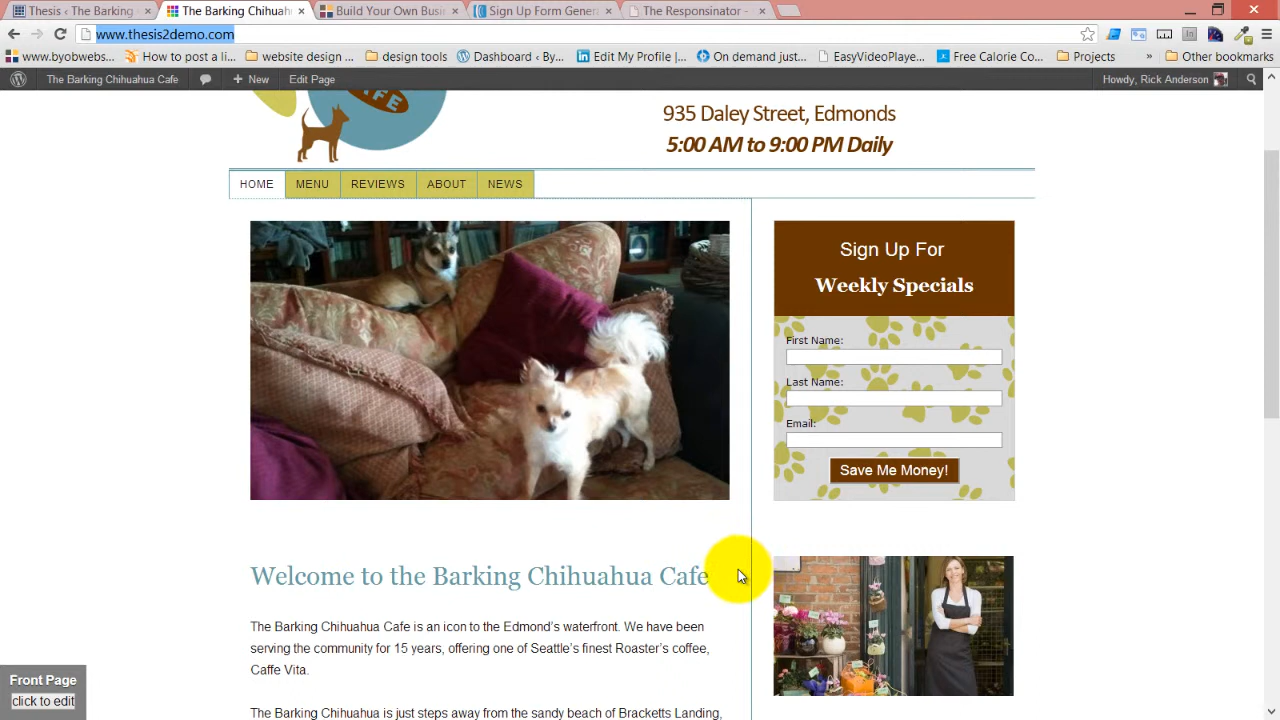 Thesis ‹ The Barking
The Barking Chihuah
Build Your Own Busi
Sign Up Form Genera
The Responsinator -
www.thesis2demo.com
www.byobwebs...
How to post a li...
website design ...
design tools
Dashboard ‹ By...
Edit My Profile |...
On demand just...
EasyVideoPlaye...
Free Calorie Co...
Projects
Other bookmarks
The Barking Chihuahua Cafe
+ New
Edit Page
Howdy, Rick Anderson
AFE
935 Daley Street, Edmonds
5:00 AM to 9:00 PM Daily
HOME MENU REVIEWS ABOUT NEWS
Sign Up For
Weekly Specials
First Name:
Last Name:
Email:
Save Me Money!
Welcome to the Barking Chihuahua Cafe
The Barking Chihuahua Cafe is an icon to the Edmond's waterfront. We have been
serving the community for 15 years, offering one of Seattle's finest Roaster's coffee,
Caffe Vita.
The Barking Chihuahua is just steps away from the sandy beach of Bracketts Landing,
Front Page
click to edit